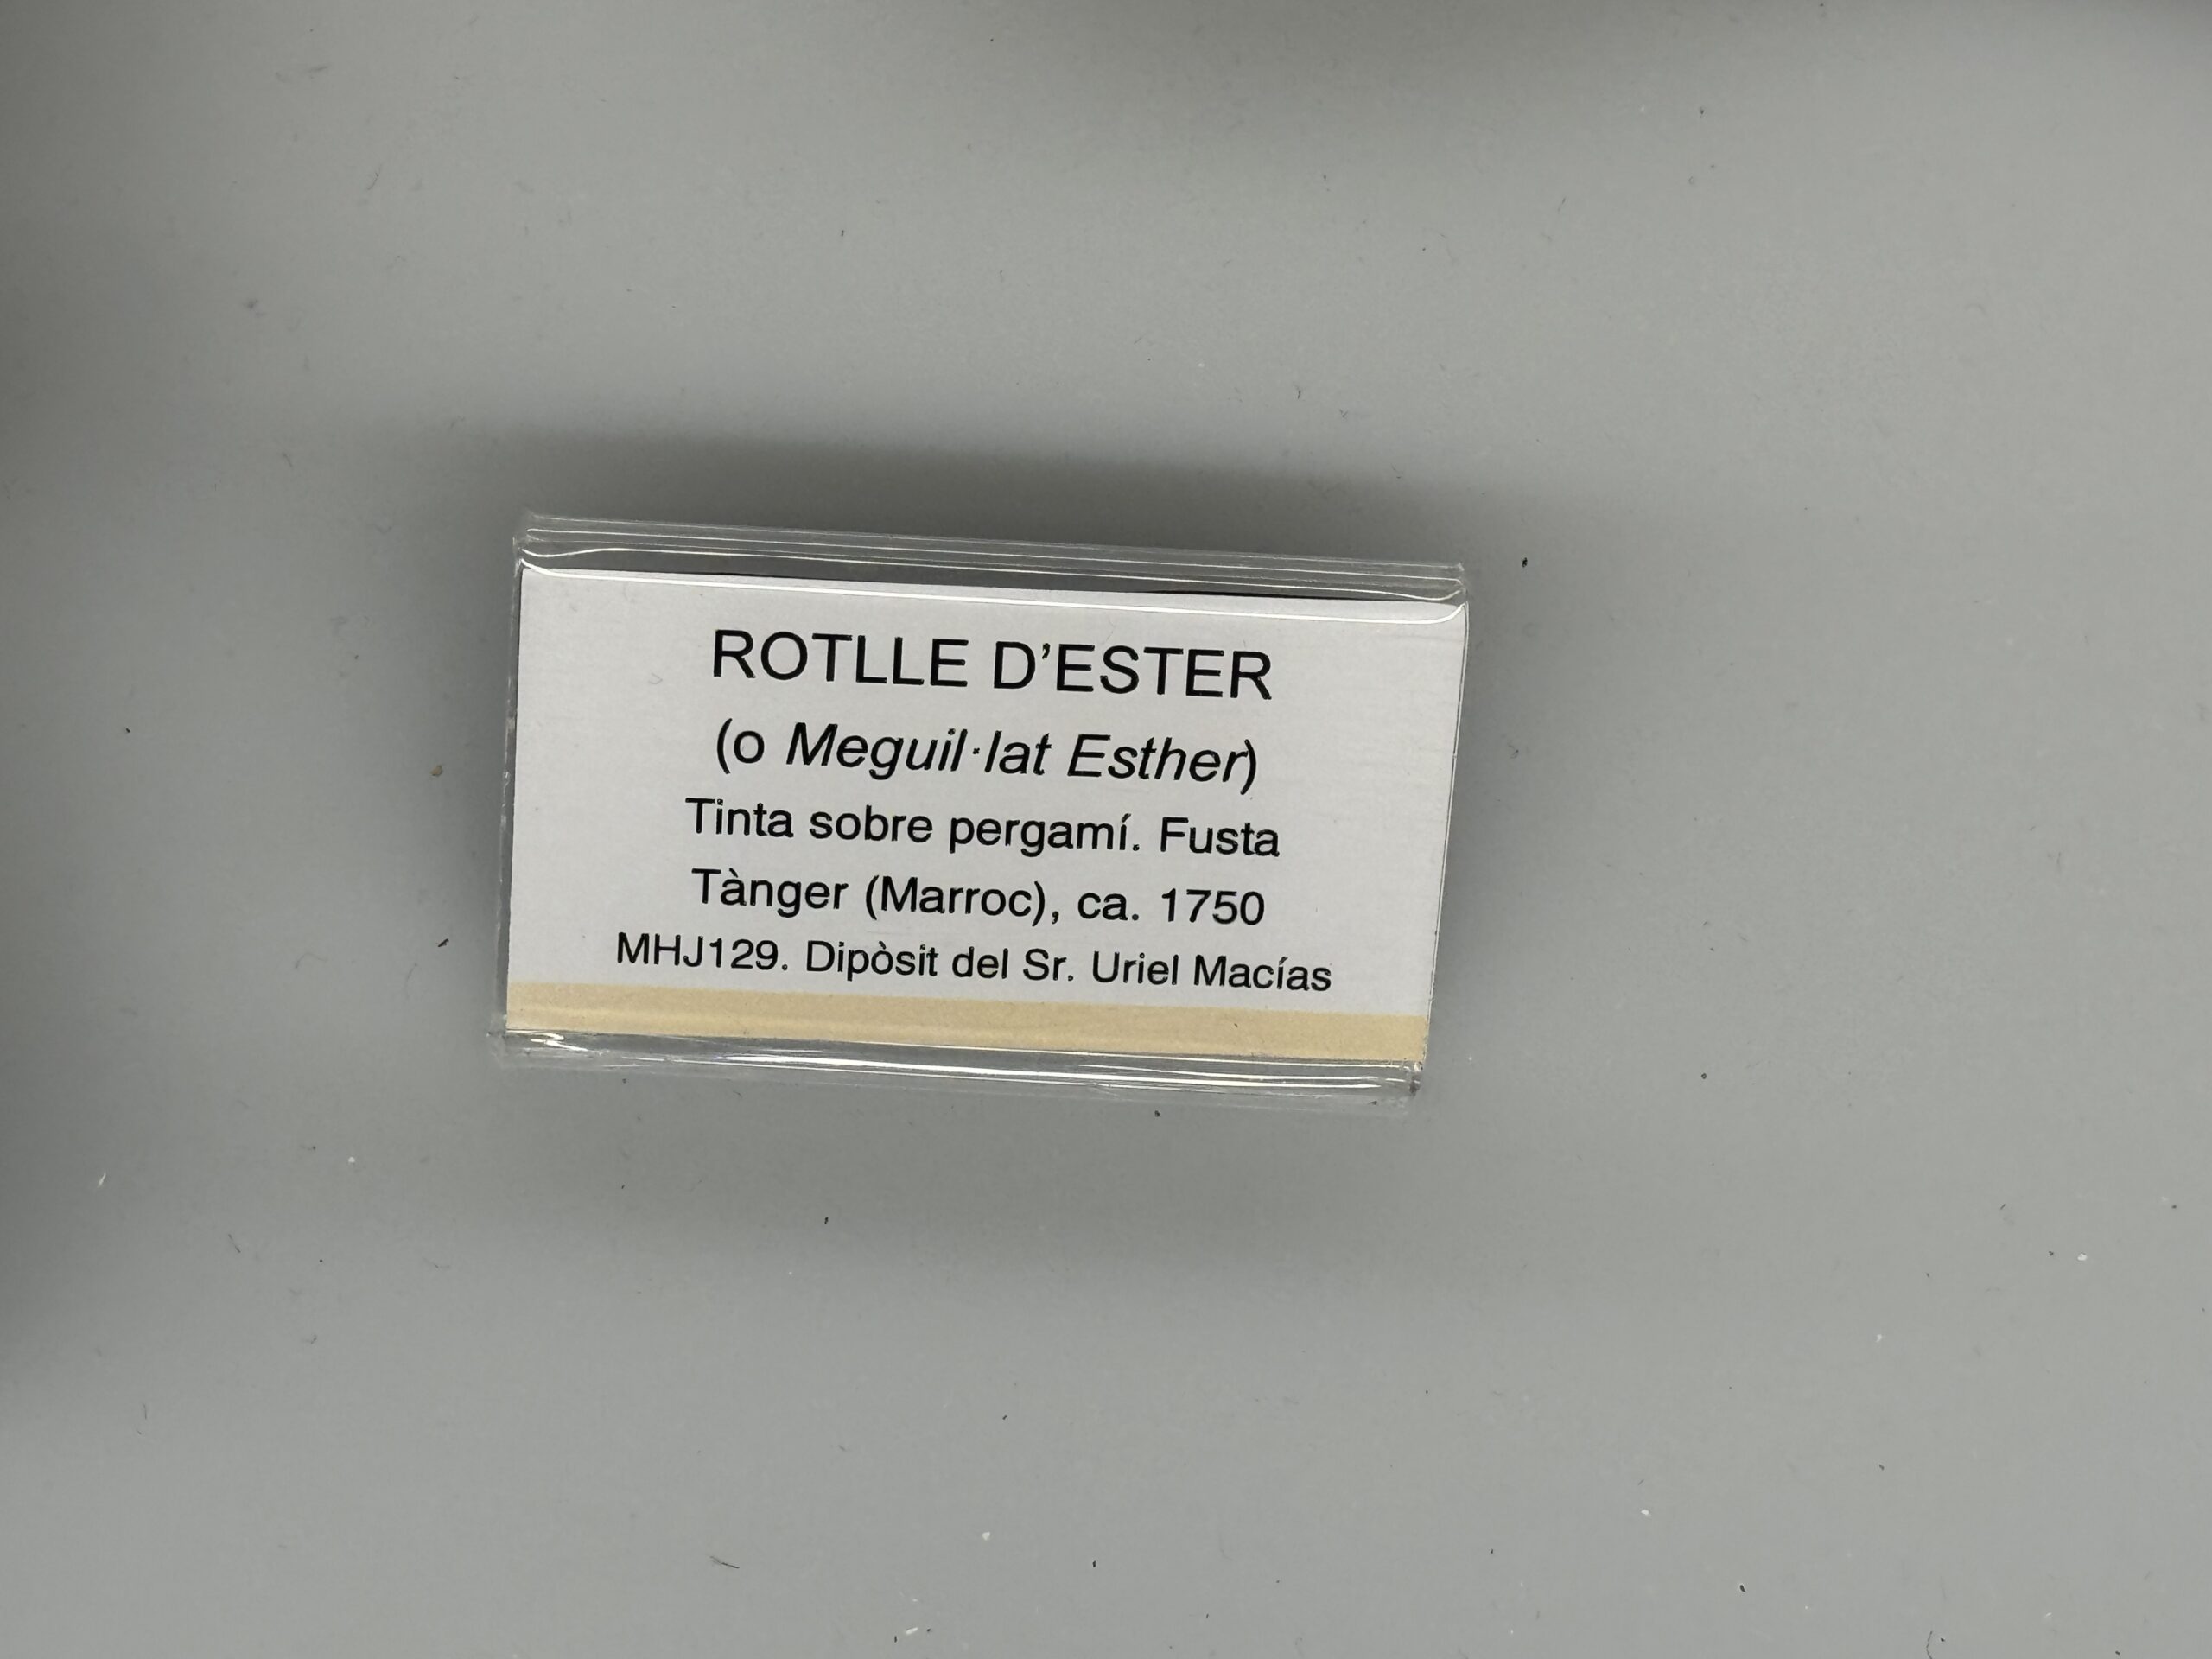 ROTLLE D’ESTER
(o Meguil·lat Esther)
Tinta sobre pergamí. Fusta
Tànger (Marroc), ca. 1750
MHJ129. Dipòsit del Sr. Uriel Macías